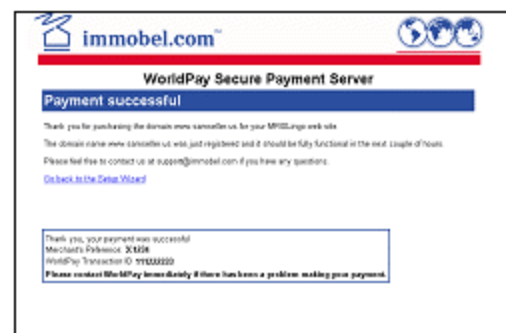 immobel.com
WorldPay Secure Payment Server
Payment successful
Thank you for purchasing the domain www.samseller.us for your MRSLingo web site.
The domain name www.samseller.us was just registered and it should be fully functional in the next couple of hours.
Please feel free to contact us at support@immobel.com if you have any questions.
Go back to the Setup Wizard
Thank you, your payment was successful
Merchant's Reference: X1234
WorldPay Transaction ID:
Please contact WorldPay immediately if there has been a problem making your payment.